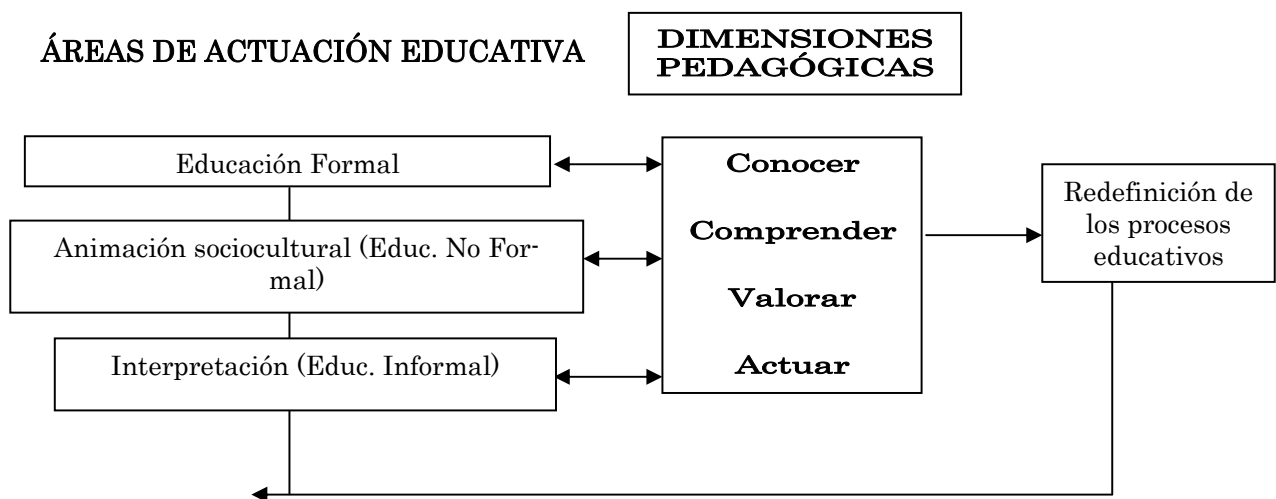 ÁREAS DE ACTUACIÓN EDUCATIVA
DIMENSIONES
PEDAGÓGICAS
Educación Formal
Animación sociocultural (Educ. No For-
mal)
Interpretación (Educ. Informal)
Conocer
Comprender
Valorar
Actuar
Redefinición de
los procesos
educativos